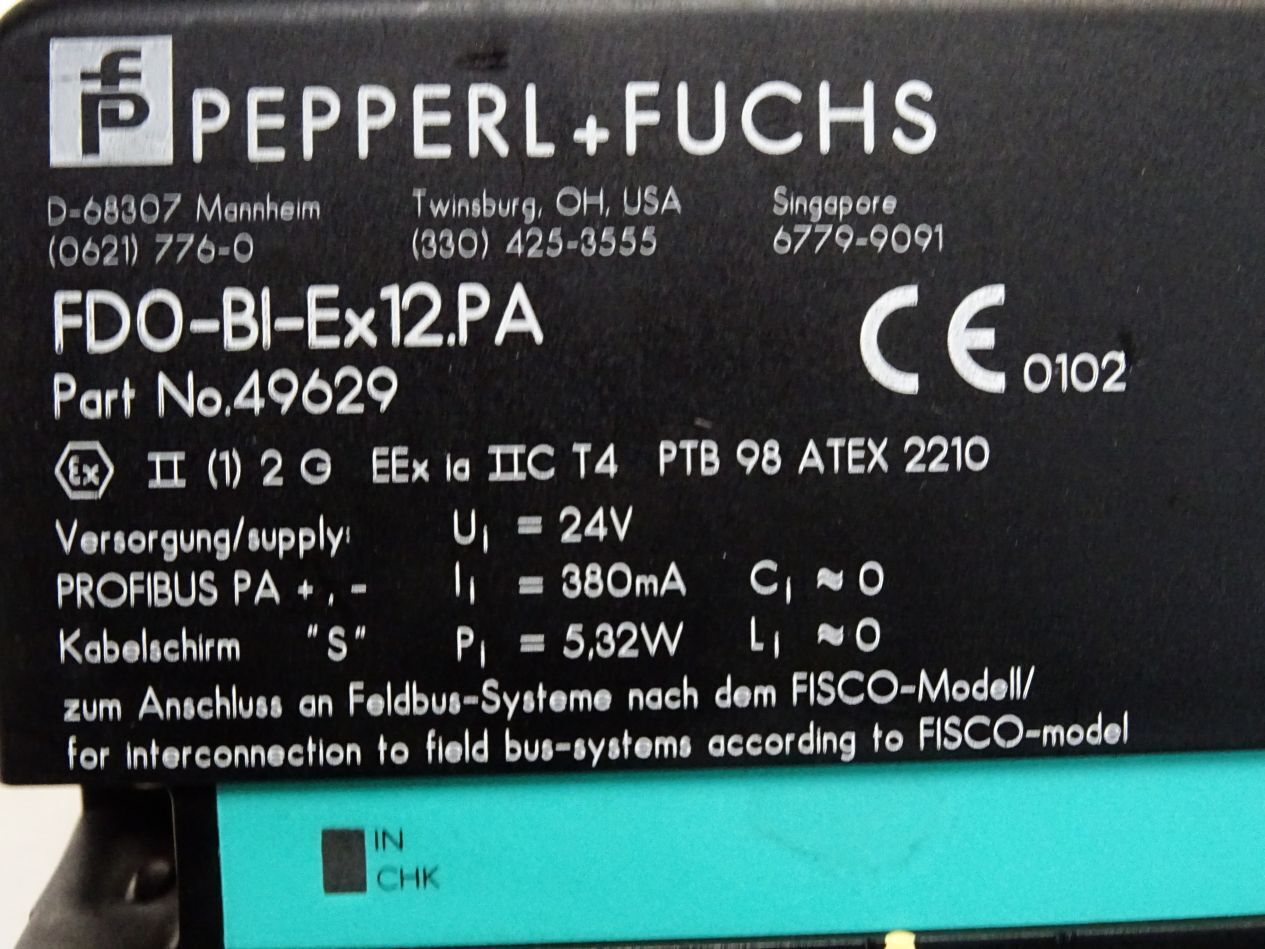 PEPPERL+FUCHS
D-68307 Mannheim Twinsburg, OH, USA Singapore
(0621) 776-0 (330) 425-3555 6779-9091
FDO-BI-Ex12.PA
CE 0102
Part No.49629
Ex II (1) 2 G EEx ia IIC T4 PTB 98 ATEX 2210
Versorgung/supply: Ui = 24V
PROFIBUS PA +, - Ii = 380mA Ci ≈ 0
Kabelschirm "S" Pi = 5,32W Li ≈ 0
zum Anschluss an Feldbus-Systeme nach dem FISCO-Modell/
for interconnection to field bus-systems according to FISCO-model
IN
CHK